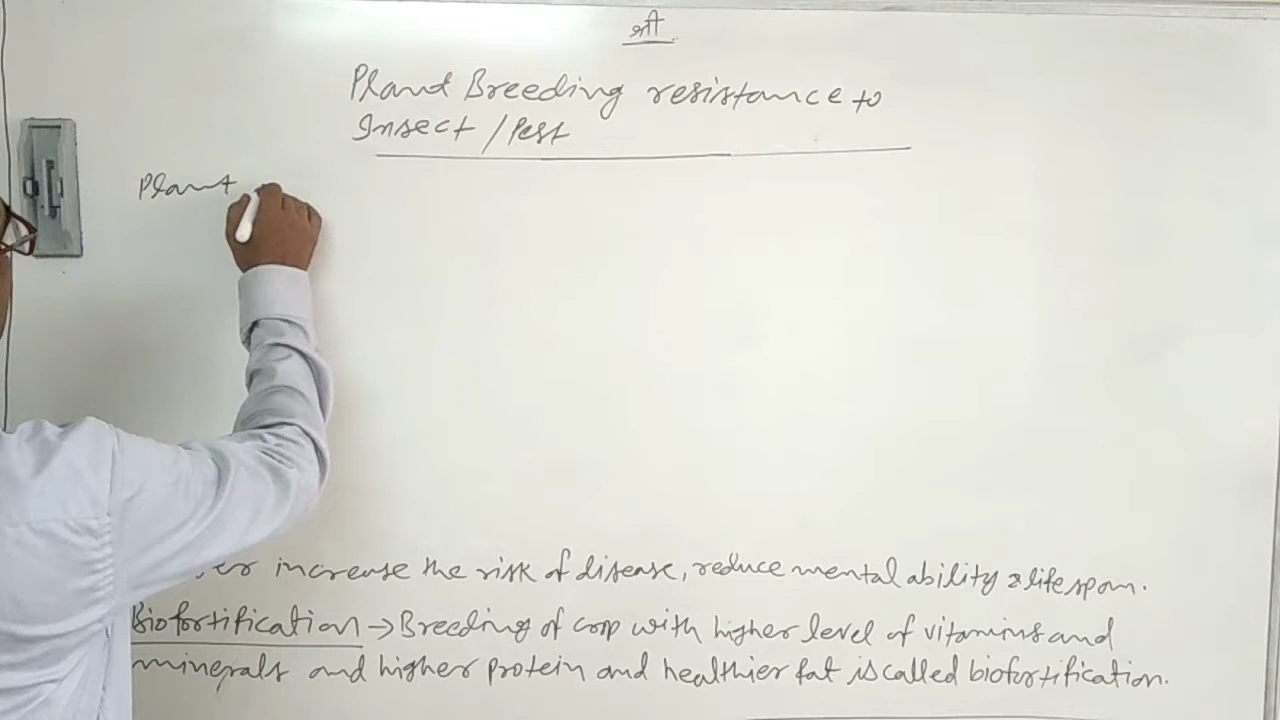 श्री
Plant Breeding resistance to
Insect / Pest
Plant
increase the risk of disease, reduce mental ability & life span.
Biofortification → Breeding of crop with higher level of vitamins and
minerals and higher protein and healthier fat is called biofortification.